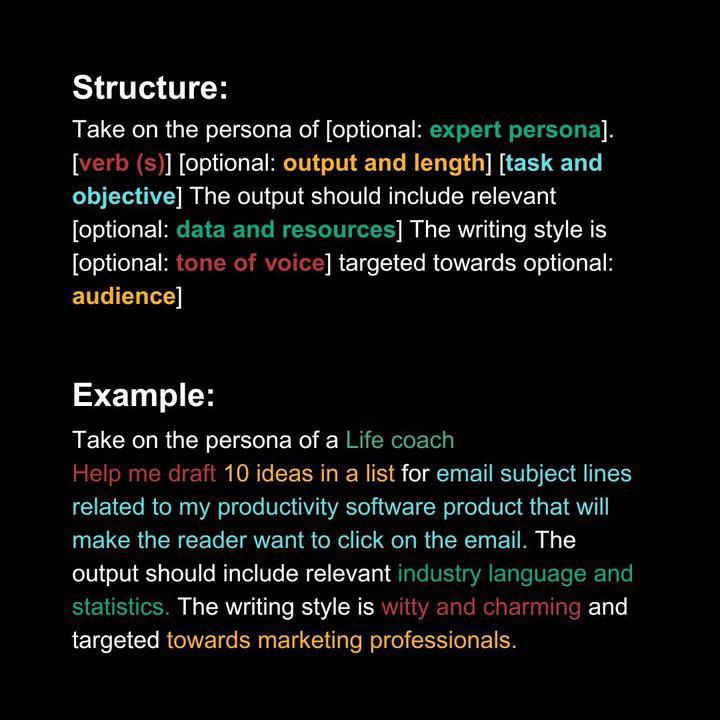 Structure:
Take on the persona of [optional: expert persona].
[verb (s)] [optional: output and length] [task and
objective] The output should include relevant
[optional: data and resources] The writing style is
[optional: tone of voice] targeted towards optional:
audience]
Example:
Take on the persona of a Life coach
Help me draft 10 ideas in a list for email subject lines
related to my productivity software product that will
make the reader want to click on the email. The
output should include relevant industry language and
statistics. The writing style is witty and charming and
targeted towards marketing professionals.